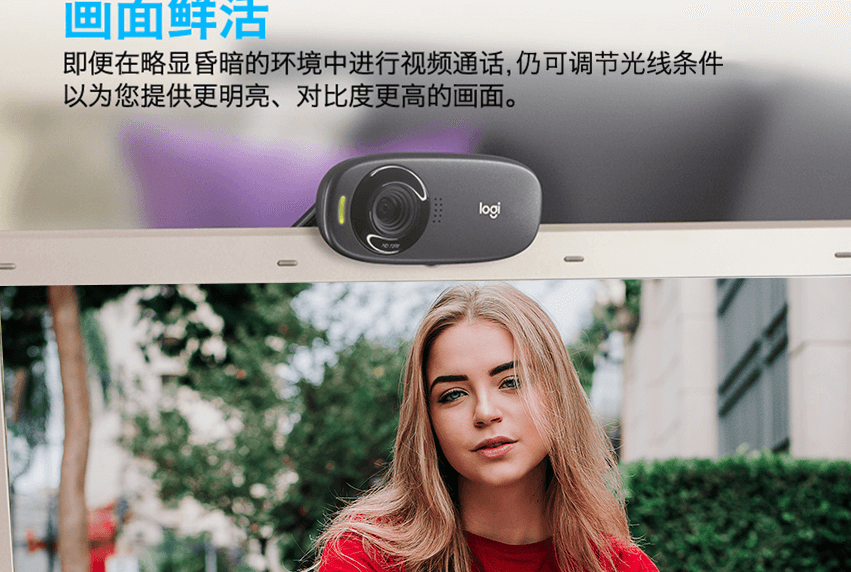 画面鲜活
即便在略显昏暗的环境中进行视频通话,仍可调节光线条件
以为您提供更明亮、对比度更高的画面。
logi
HD 720P